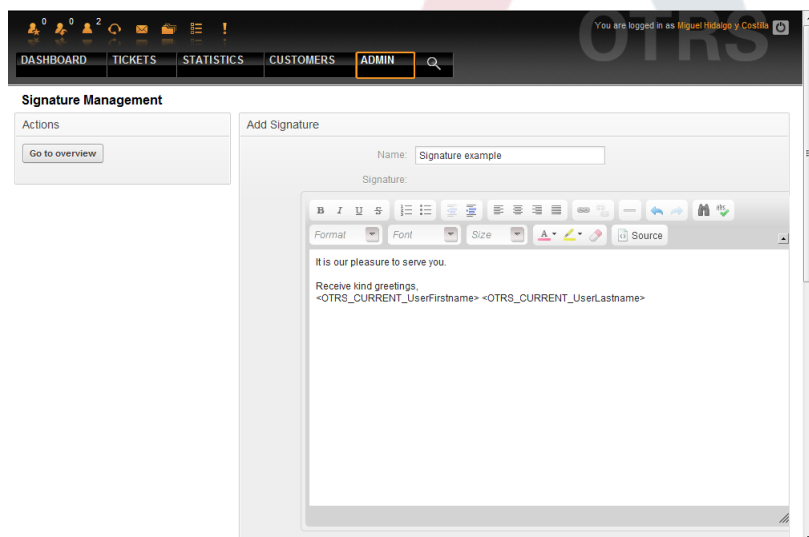 OTRS
You are logged in as Miguel Hidalgo y Costilla
0 0 2
DASHBOARD TICKETS STATISTICS CUSTOMERS ADMIN
Signature Management
Actions
Go to overview
Add Signature
Name: Signature example
Signature:
B I U S
Format Font Size A Source
It is our pleasure to serve you.
Receive kind greetings,
<OTRS_CURRENT_UserFirstname> <OTRS_CURRENT_UserLastname>